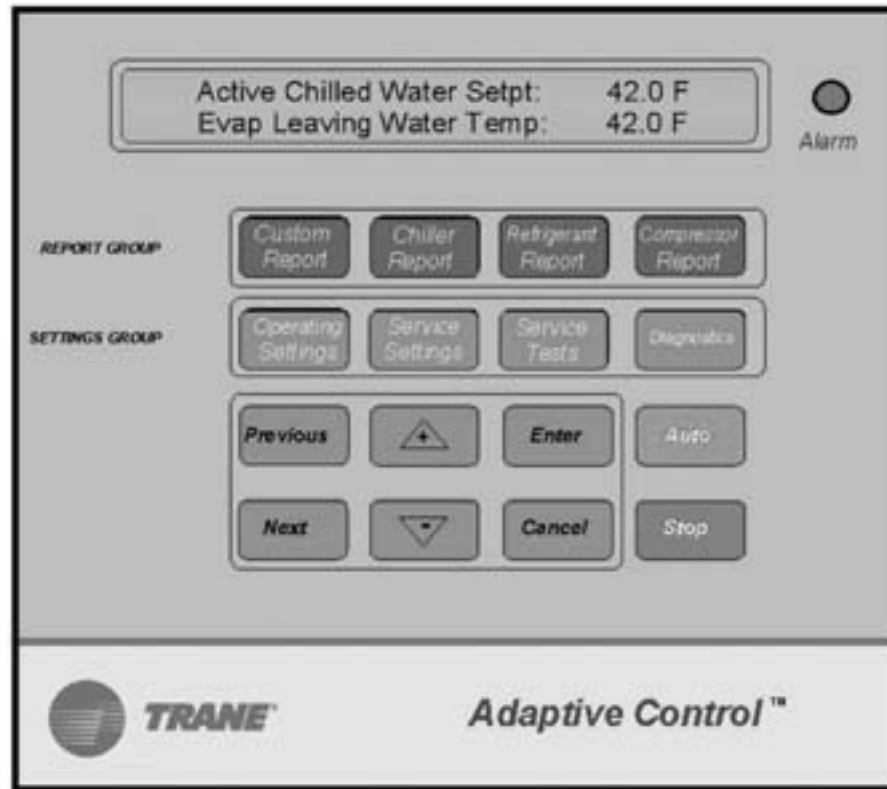 Active Chilled Water Setpt: 42.0 F
Evap Leaving Water Temp: 42.0 F
Alarm
REPORT GROUP
Custom Report
Chiller Report
Refrigerant Report
Compressor Report
SETTINGS GROUP
Operating Settings
Service Settings
Service Tests
Diagnostics
Previous
+
Enter
Auto
Next
-
Cancel
Stop
TRANE
Adaptive Control™